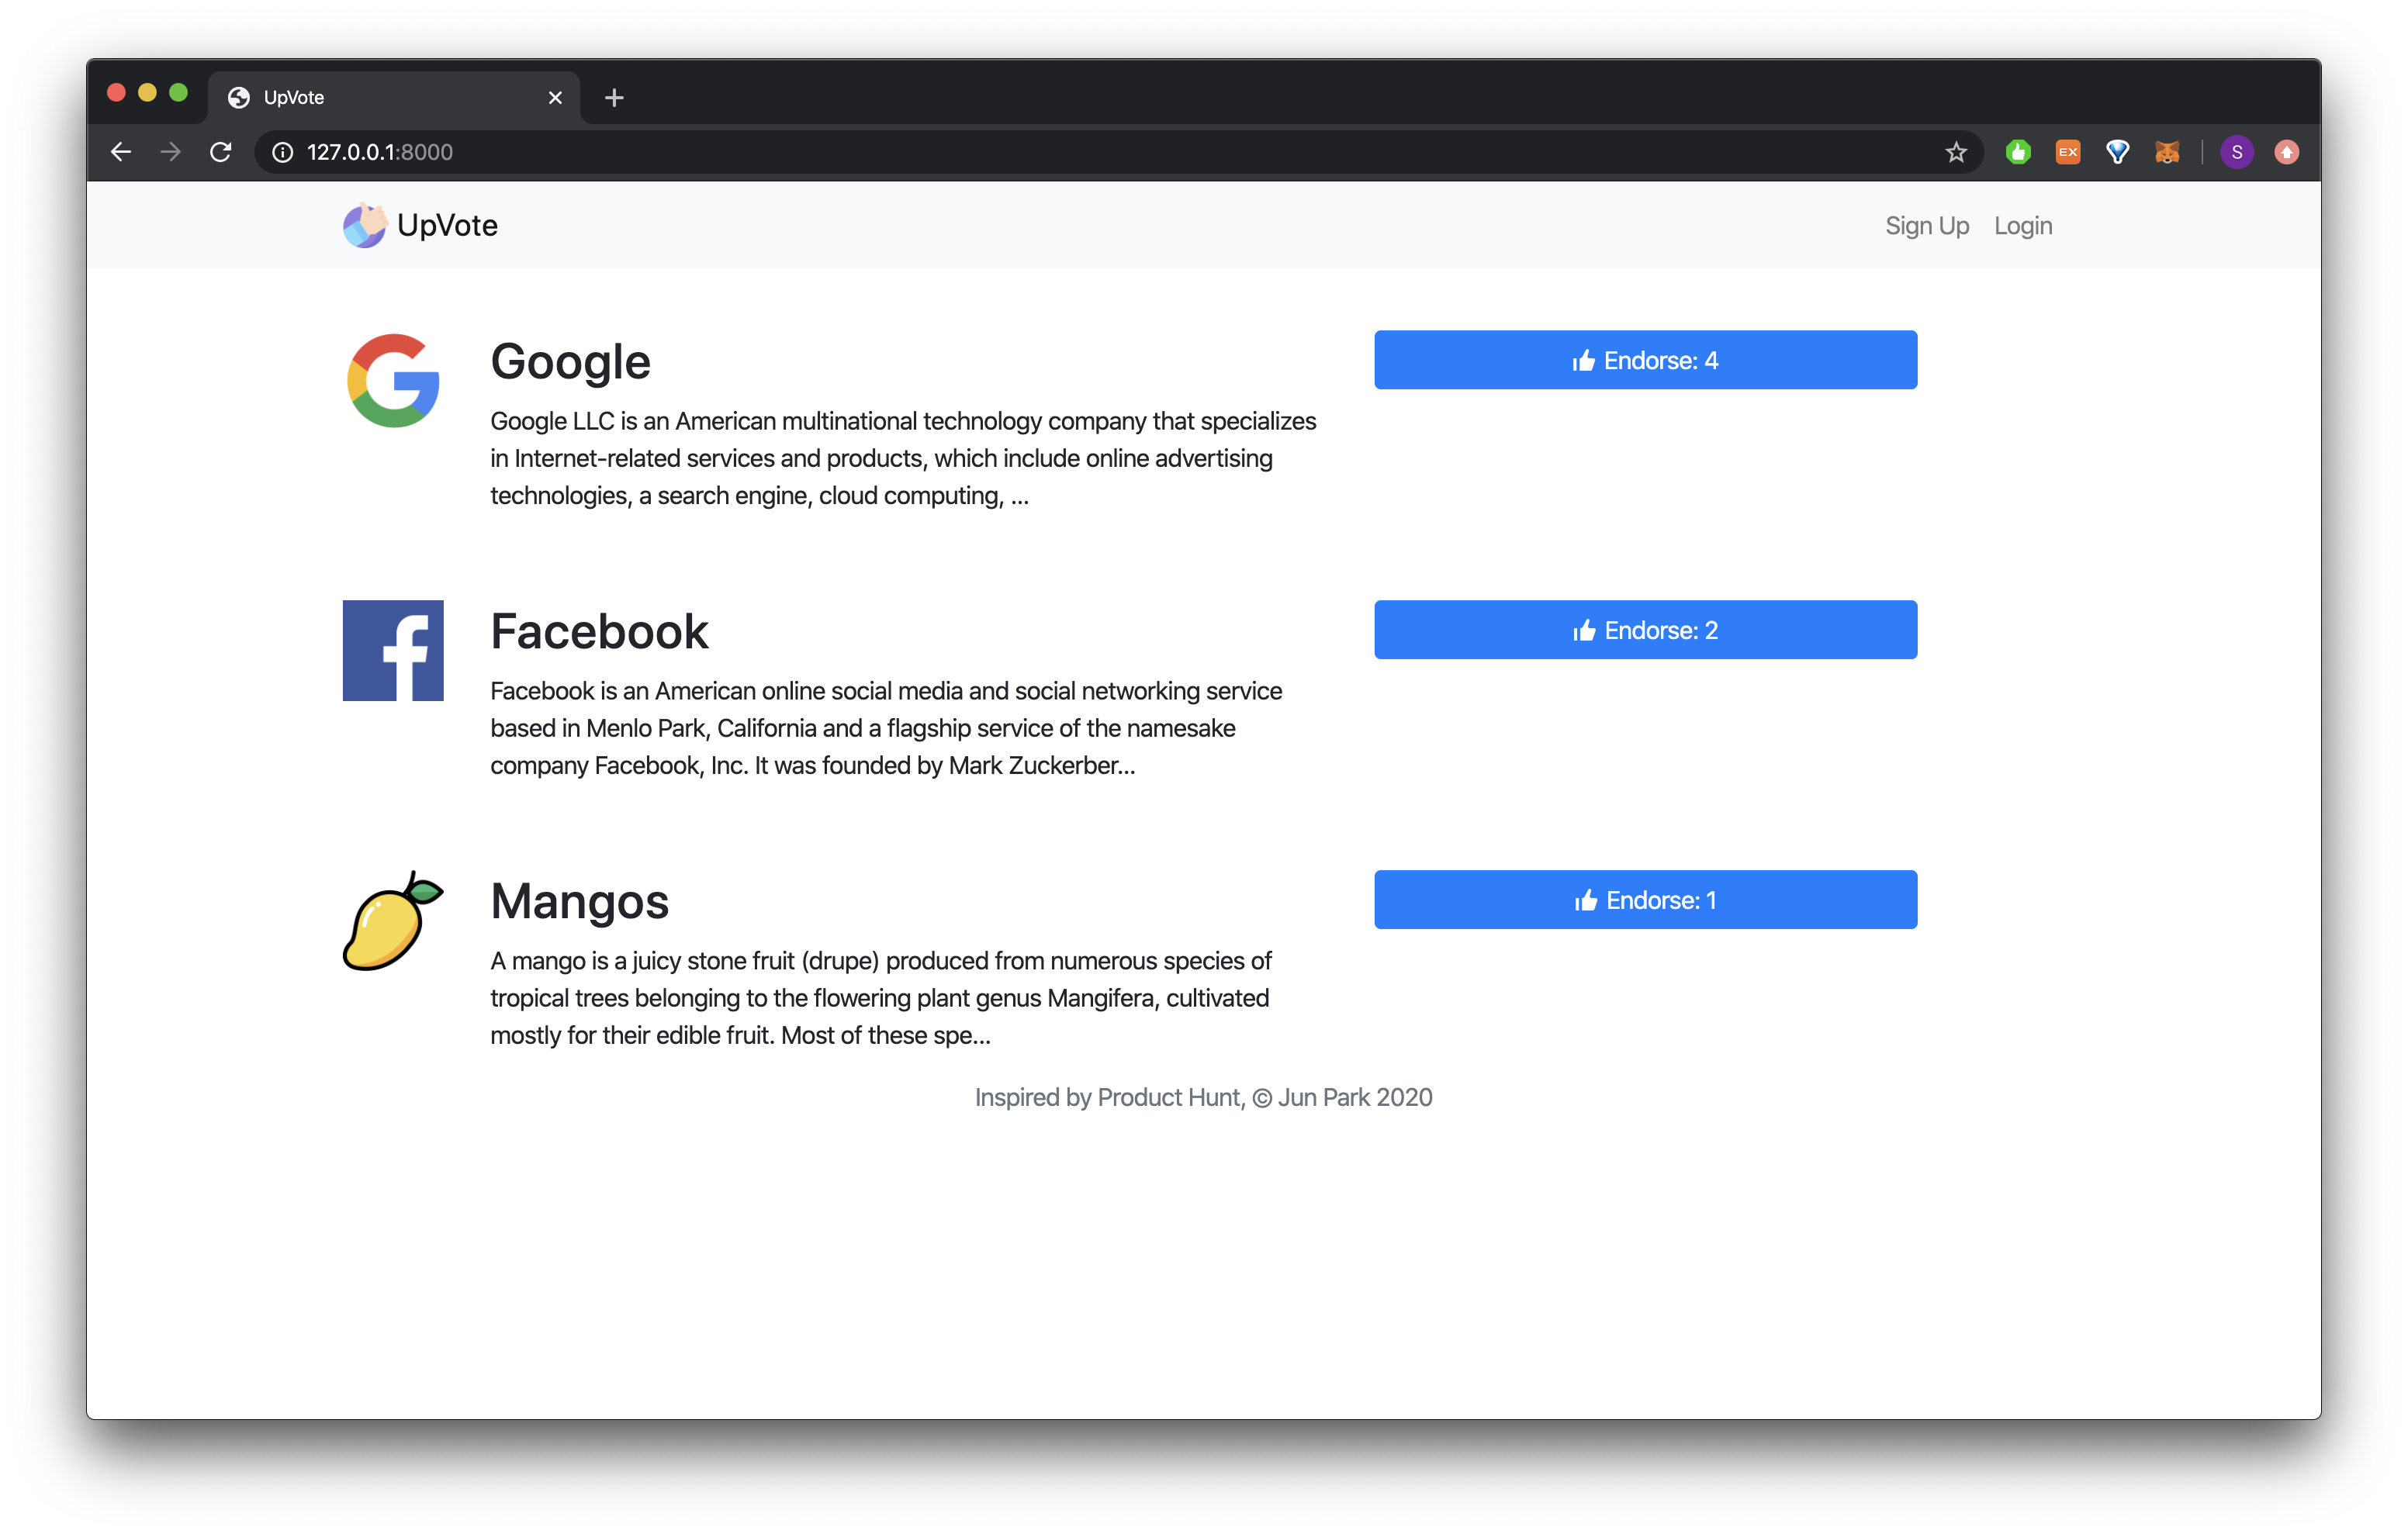 UpVote
127.0.0.1:8000
EX
S
UpVote
Sign Up Login
Google
Endorse: 4
Google LLC is an American multinational technology company that specializes
in Internet-related services and products, which include online advertising
technologies, a search engine, cloud computing, ...
Facebook
Endorse: 2
Facebook is an American online social media and social networking service
based in Menlo Park, California and a flagship service of the namesake
company Facebook, Inc. It was founded by Mark Zuckerber...
Mangos
Endorse: 1
A mango is a juicy stone fruit (drupe) produced from numerous species of
tropical trees belonging to the flowering plant genus Mangifera, cultivated
mostly for their edible fruit. Most of these spe...
Inspired by Product Hunt, © Jun Park 2020